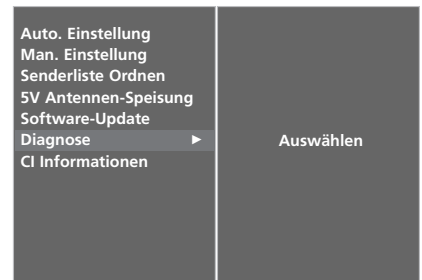 Auto. Einstellung
Man. Einstellung
Senderliste Ordnen
5V Antennen-Speisung
Software-Update
Diagnose ►
CI Informationen
Auswählen